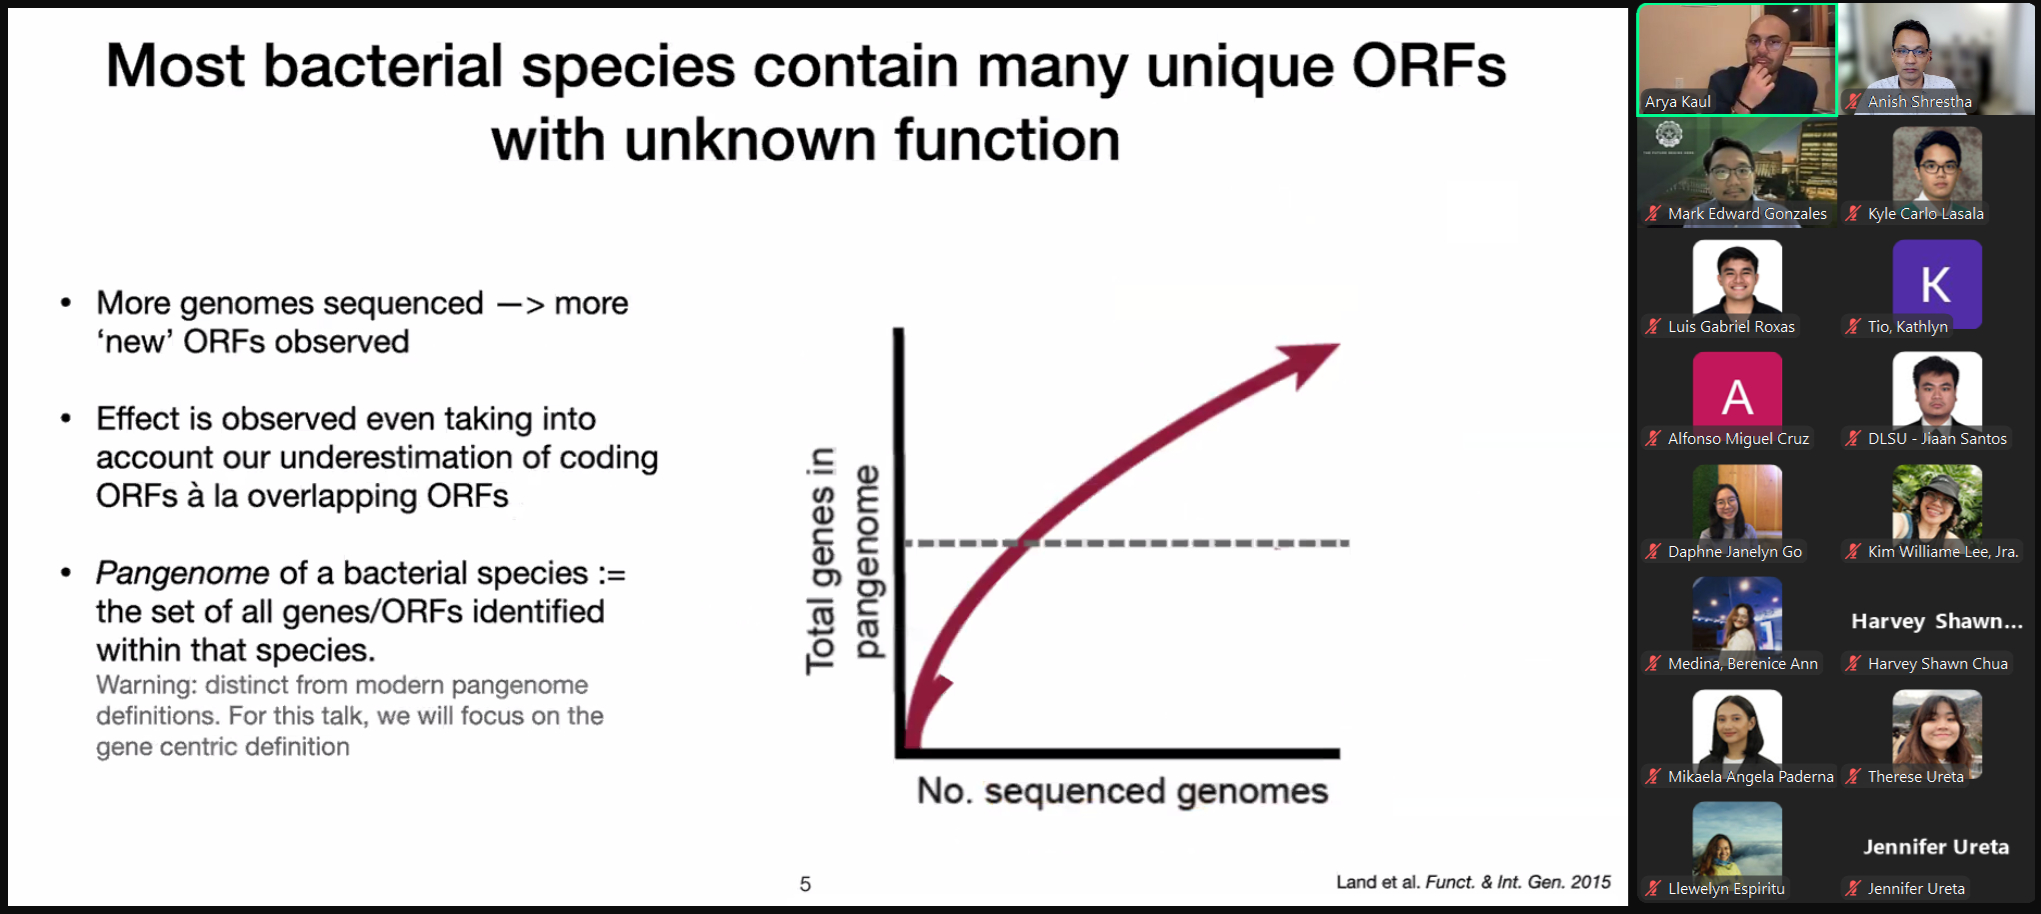 Most bacterial species contain many unique ORFs
with unknown function
• More genomes sequenced —> more
‘new’ ORFs observed
• Effect is observed even taking into
account our underestimation of coding
ORFs à la overlapping ORFs
• Pangenome of a bacterial species :=
the set of all genes/ORFs identified
within that species.
Warning: distinct from modern pangenome
definitions. For this talk, we will focus on the
gene centric definition
Total genes in
pangenome
No. sequenced genomes
5
Land et al. Funct. & Int. Gen. 2015
Arya Kaul
Anish Shrestha
Mark Edward Gonzales
Kyle Carlo Lasala
Luis Gabriel Roxas
K
Tio, Kathlyn
A
Alfonso Miguel Cruz
DLSU - Jiaan Santos
Daphne Janelyn Go
Kim Williame Lee, Jra.
Medina, Berenice Ann
Harvey Shawn...
Harvey Shawn Chua
Mikaela Angela Paderna
Therese Ureta
Llewelyn Espiritu
Jennifer Ureta
Jennifer Ureta